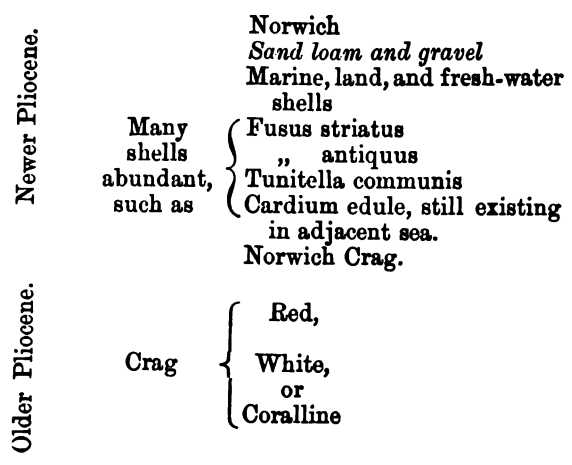 Newer Pliocene.
Norwich
Sand loam and gravel
Marine, land, and fresh-water
shells
Many
shells
abundant,
such as
Fusus striatus
„ antiquus
Tunitella communis
Cardium edule, still existing
in adjacent sea.
Norwich Crag.
Older Pliocene.
Crag
Red,
White,
or
Coralline